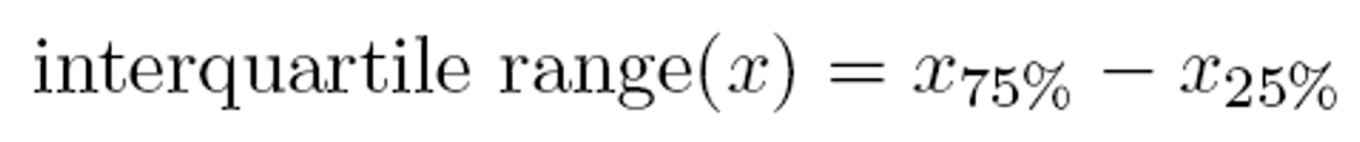 interquartile range(x) = x75% − x25%